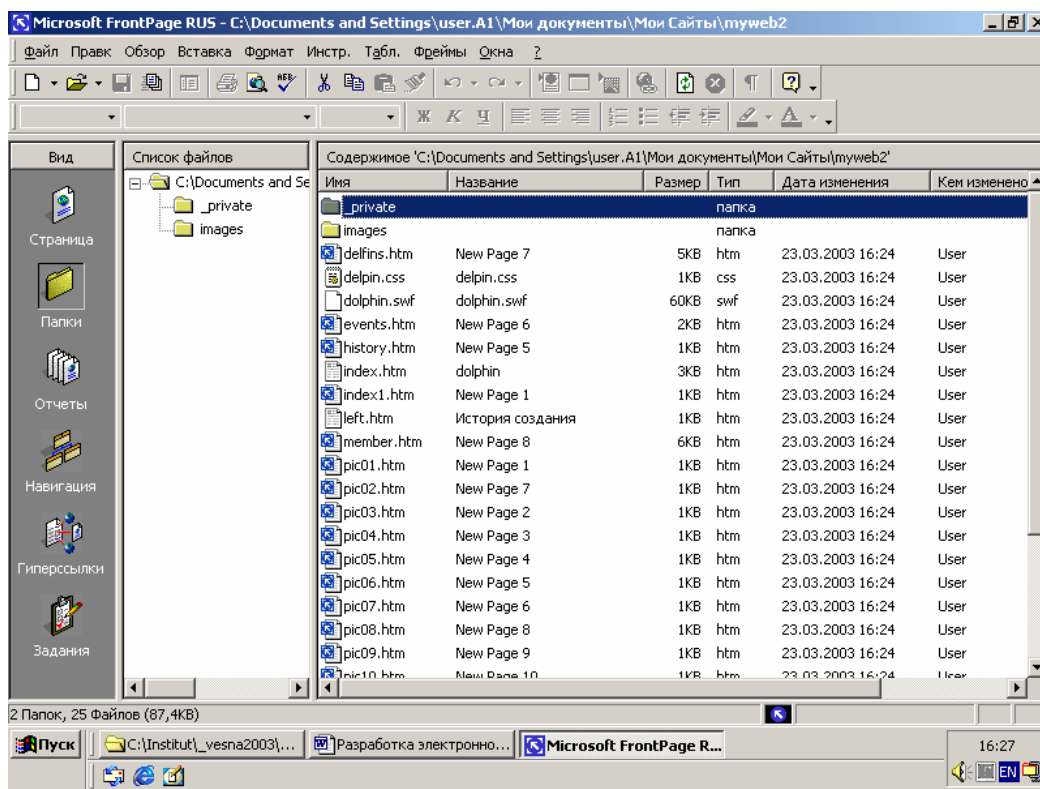 Microsoft FrontPage RUS - C:\Documents and Settings\user.A1\Мои документы\Мои Сайты\myweb2
Файл Правк Обзор Вставка Формат Инстр. Табл. Фреймы Окна ?
Ж К Ч
Вид
Страница
Папки
Отчеты
Навигация
Гиперссылки
Задания
Список файлов
C:\Documents and Se
_private
images
Содержимое 'C:\Documents and Settings\user.A1\Мои документы\Мои Сайты\myweb2'
Имя Название Размер Тип Дата изменения Кем изменено
_private папка
images папка
delfins.htm New Page 7 5KB htm 23.03.2003 16:24 User
delpin.css delpin.css 1KB css 23.03.2003 16:24 User
dolphin.swf dolphin.swf 60KB swf 23.03.2003 16:24 User
events.htm New Page 6 2KB htm 23.03.2003 16:24 User
history.htm New Page 5 1KB htm 23.03.2003 16:24 User
index.htm dolphin 3KB htm 23.03.2003 16:24 User
index1.htm New Page 1 1KB htm 23.03.2003 16:24 User
left.htm История создания 1KB htm 23.03.2003 16:24 User
member.htm New Page 8 6KB htm 23.03.2003 16:24 User
pic01.htm New Page 1 1KB htm 23.03.2003 16:24 User
pic02.htm New Page 7 1KB htm 23.03.2003 16:24 User
pic03.htm New Page 2 1KB htm 23.03.2003 16:24 User
pic04.htm New Page 3 1KB htm 23.03.2003 16:24 User
pic05.htm New Page 4 1KB htm 23.03.2003 16:24 User
pic06.htm New Page 5 1KB htm 23.03.2003 16:24 User
pic07.htm New Page 6 1KB htm 23.03.2003 16:24 User
pic08.htm New Page 8 1KB htm 23.03.2003 16:24 User
pic09.htm New Page 9 1KB htm 23.03.2003 16:24 User
pic10.htm New Page 10 1KB htm 23.03.2003 16:24 User
2 Папок, 25 Файлов (87,4KB)
Пуск C:\Institut\_vesna2003\... Разработка электронно... Microsoft FrontPage R... 16:27
EN